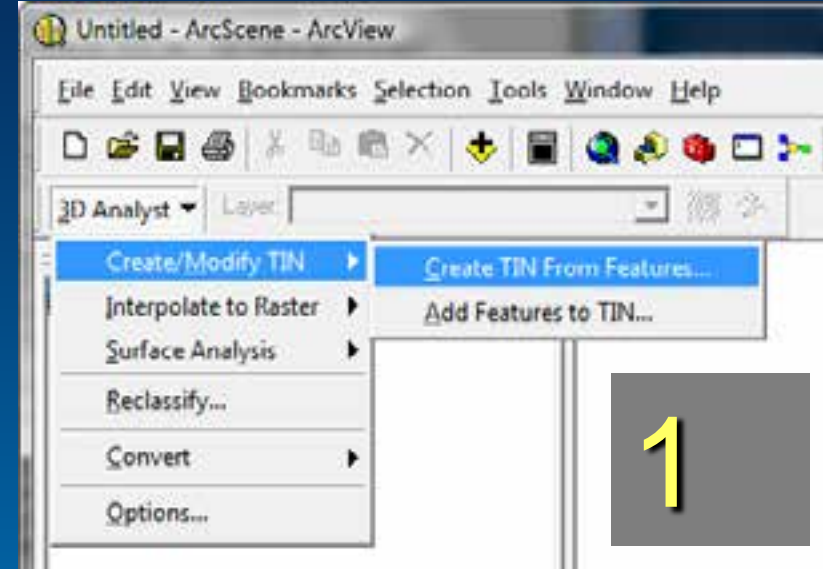 Untitled - ArcScene - ArcView
File Edit View Bookmarks Selection Tools Window Help
3D Analyst Layer:
Create/Modify TIN
Create TIN From Features...
Interpolate to Raster
Add Features to TIN...
Surface Analysis
Reclassify...
Convert
Options...
1